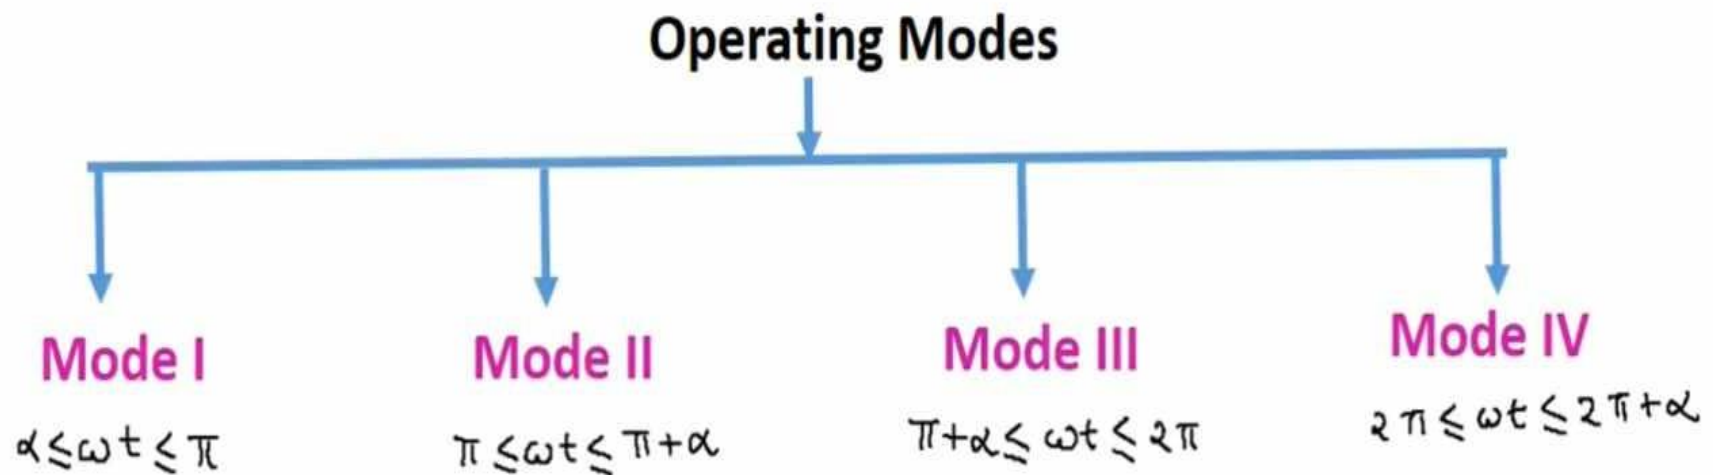 Operating Modes
Mode I
α≤ωt≤π
Mode II
π≤ωt≤π+α
Mode III
π+α≤ωt≤2π
Mode IV
2π≤ωt≤2π+α